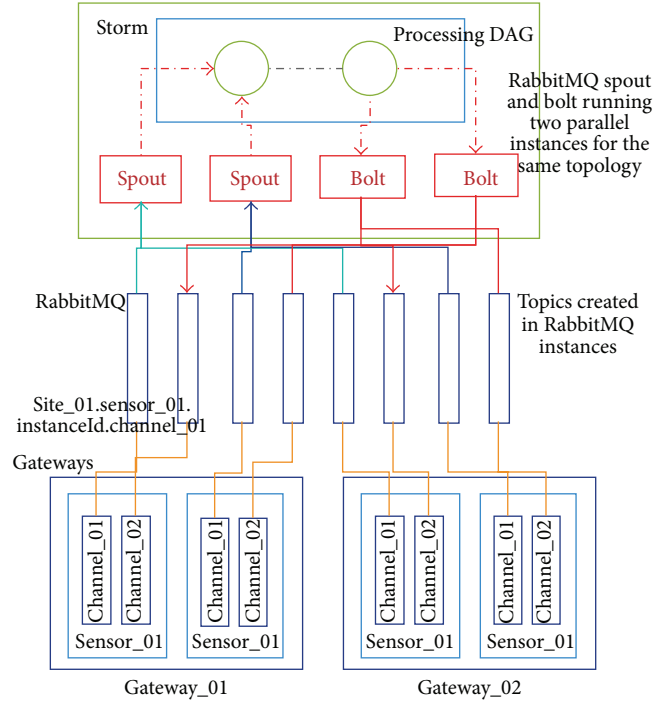 Storm
Processing DAG
RabbitMQ spout
and bolt running
two parallel
instances for the
same topology
Spout
Spout
Bolt
Bolt
RabbitMQ
Topics created
in RabbitMQ
instances
Site_01.sensor_01.
instanceId.channel_01
Gateways
Channel_01
Channel_02
Channel_01
Channel_02
Channel_01
Channel_02
Channel_01
Channel_02
Sensor_01
Sensor_01
Sensor_01
Sensor_01
Gateway_01
Gateway_02